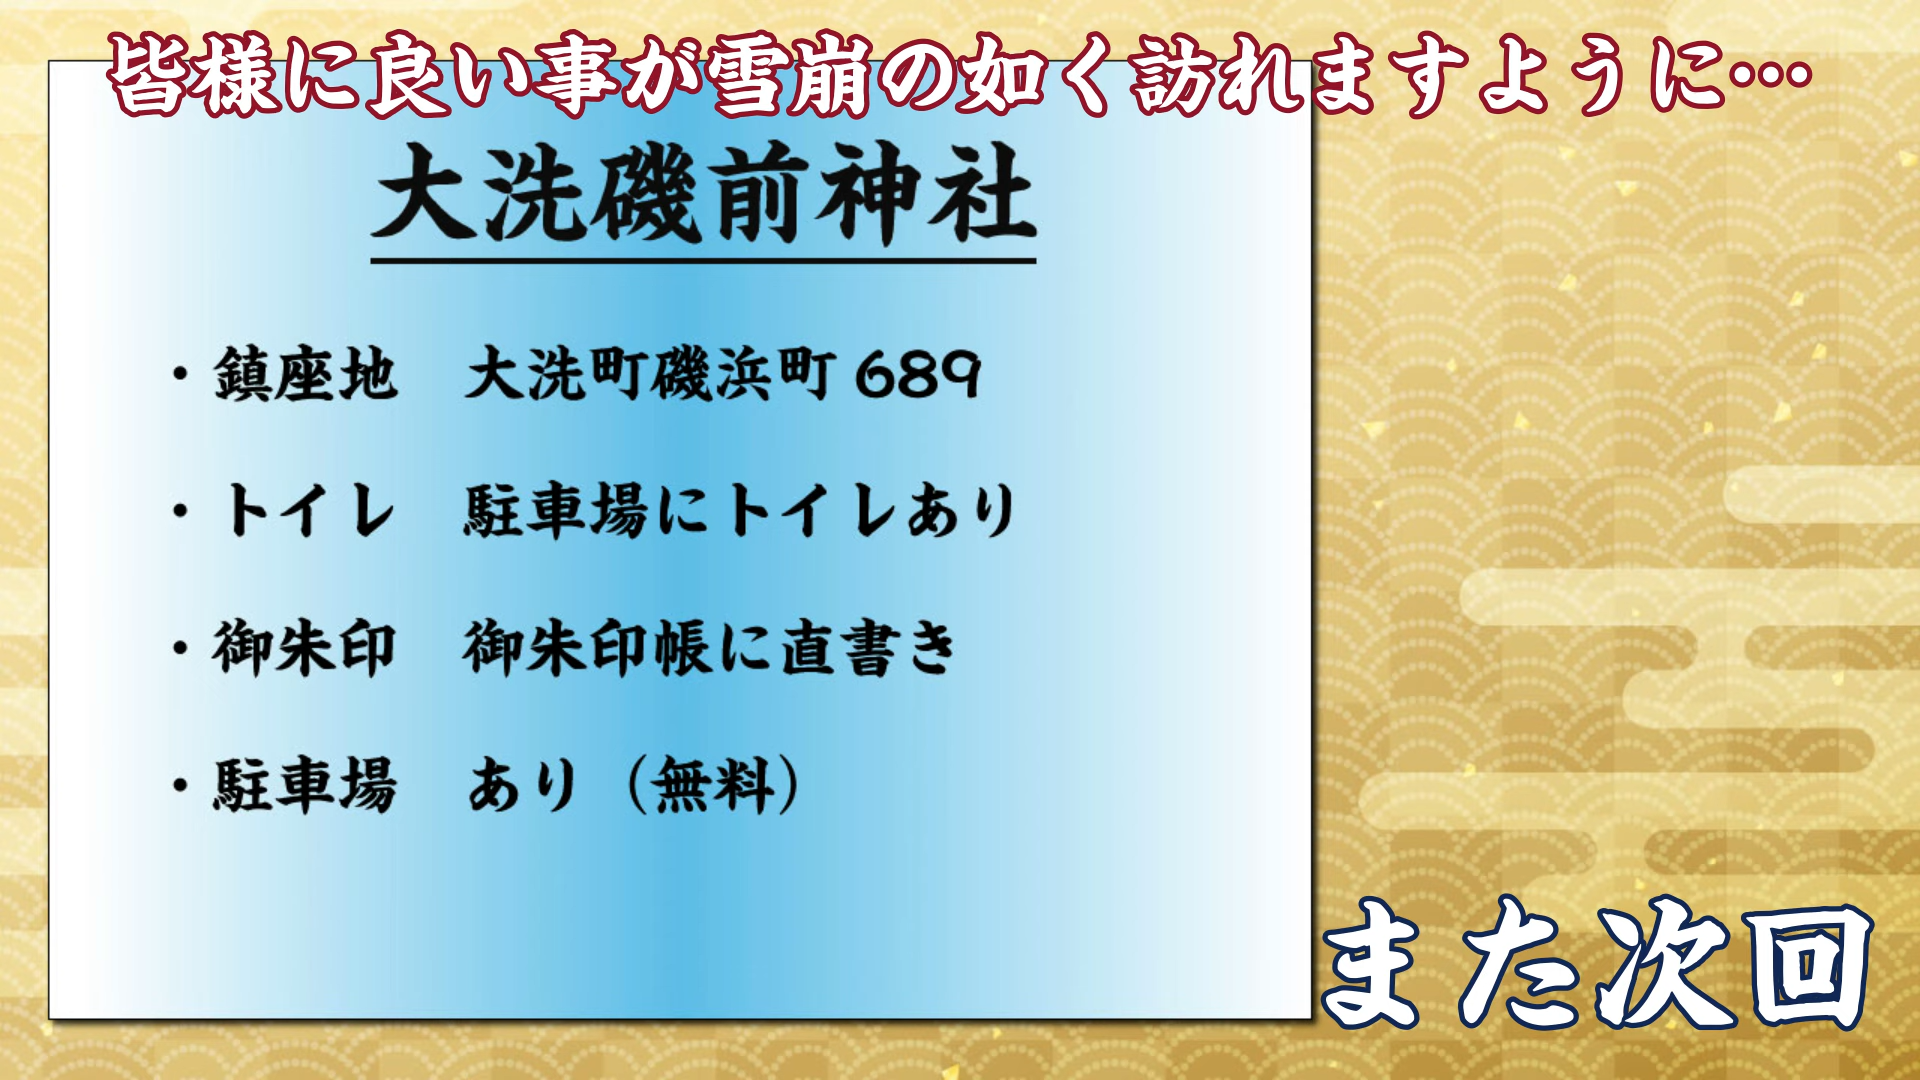 皆様に良い事が雪崩の如く訪れますように…
大洗磯前神社
・鎮座地　大洗町磯浜町 689
・トイレ　駐車場にトイレあり
・御朱印　御朱印帳に直書き
・駐車場　あり（無料）
また次回